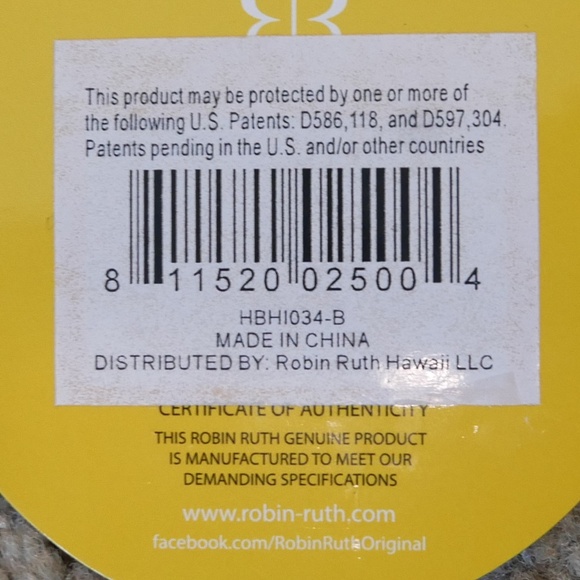 This product may be protected by one or more of
the following U.S. Patents: D586,118, and D597,304.
Patents pending in the U.S. and/or other countries
8 11520 02500 4
HBHI034-B
MADE IN CHINA
DISTRIBUTED BY: Robin Ruth Hawaii LLC
CERTIFICATE OF AUTHENTICITY
THIS ROBIN RUTH GENUINE PRODUCT
IS MANUFACTURED TO MEET OUR
DEMANDING SPECIFICATIONS
www.robin-ruth.com
facebook.com/RobinRuthOriginal